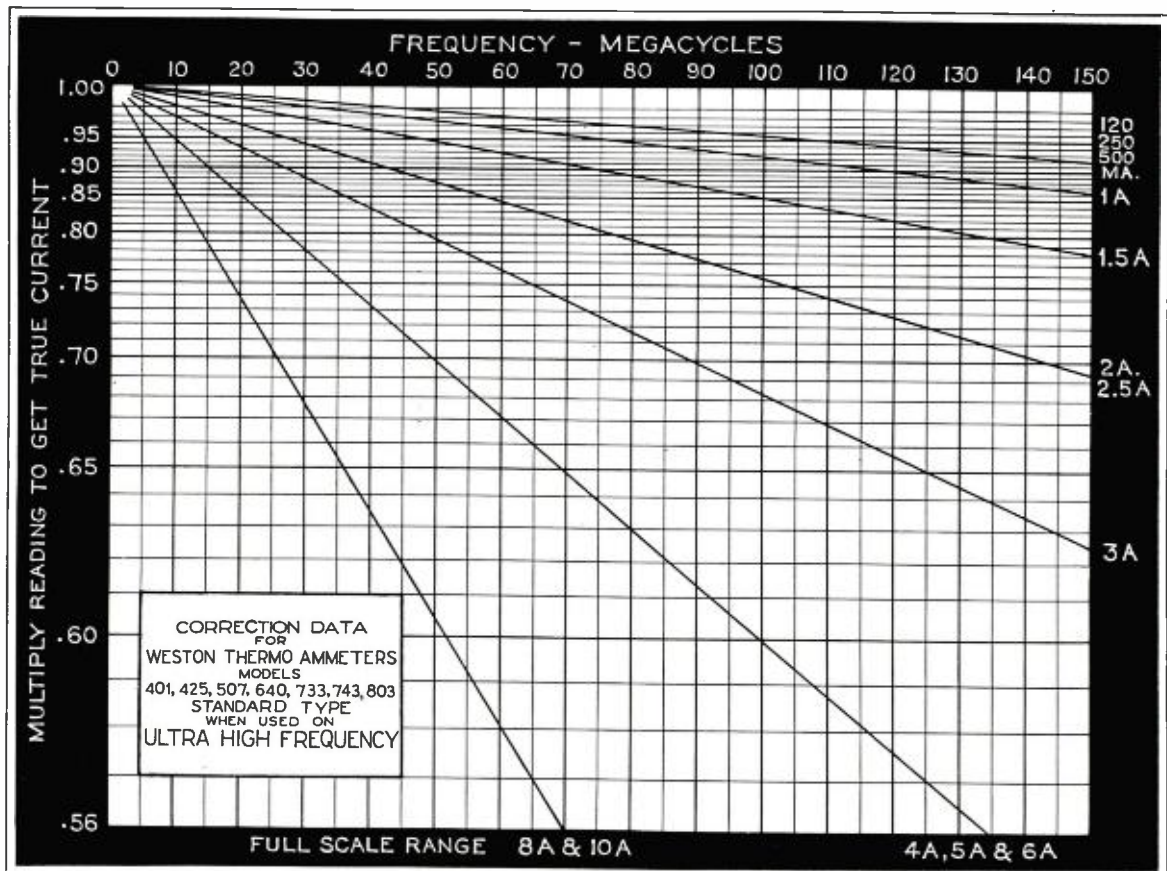 FREQUENCY - MEGACYCLES
0 10 20 30 40 50 60 70 80 90 100 110 120 130 140 150
1.00
.95
.90
.85
.80
.75
.70
.65
.60
.56
MULTIPLY READING TO GET TRUE CURRENT
120
250
500
MA.
1A
1.5A
2A.
2.5A
3A
CORRECTION DATA
FOR
WESTON THERMO AMMETERS
MODELS
401, 425, 507, 640, 733, 743, 803
STANDARD TYPE
WHEN USED ON
ULTRA HIGH FREQUENCY
FULL SCALE RANGE 8A & 10A 4A, 5A & 6A